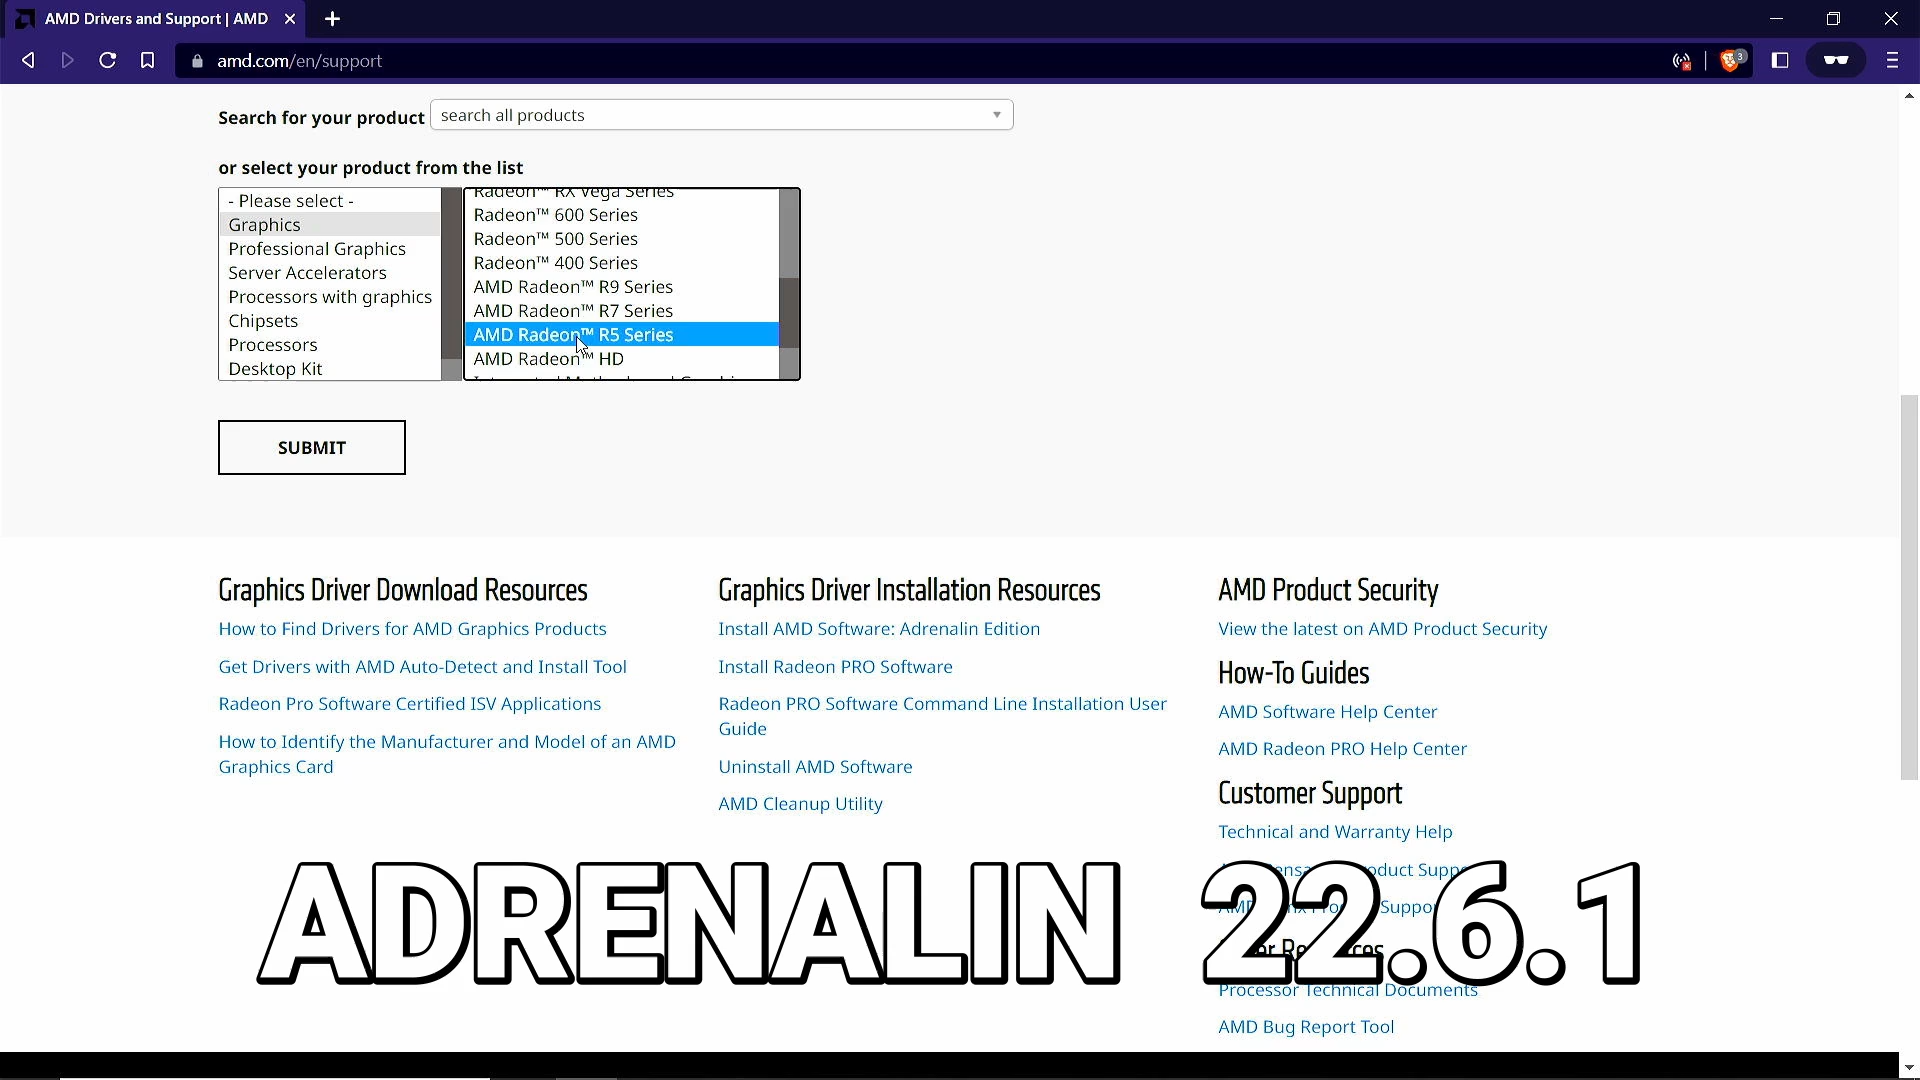 AMD Drivers and Support | AMD
amd.com/en/support
3
Search for your product
search all products
or select your product from the list
- Please select -
Graphics
Professional Graphics
Server Accelerators
Processors with graphics
Chipsets
Processors
Desktop Kit
Radeon™ RX Vega Series
Radeon™ 600 Series
Radeon™ 500 Series
Radeon™ 400 Series
AMD Radeon™ R9 Series
AMD Radeon™ R7 Series
AMD Radeon™ R5 Series
AMD Radeon™ HD
SUBMIT
Graphics Driver Download Resources
How to Find Drivers for AMD Graphics Products
Get Drivers with AMD Auto-Detect and Install Tool
Radeon Pro Software Certified ISV Applications
How to Identify the Manufacturer and Model of an AMD
Graphics Card
Graphics Driver Installation Resources
Install AMD Software: Adrenalin Edition
Install Radeon PRO Software
Radeon PRO Software Command Line Installation User
Guide
Uninstall AMD Software
AMD Cleanup Utility
AMD Product Security
View the latest on AMD Product Security
How-To Guides
AMD Software Help Center
AMD Radeon PRO Help Center
Customer Support
Technical and Warranty Help
Processor Technical Documents
AMD Bug Report Tool
ADRENALIN 22.6.1